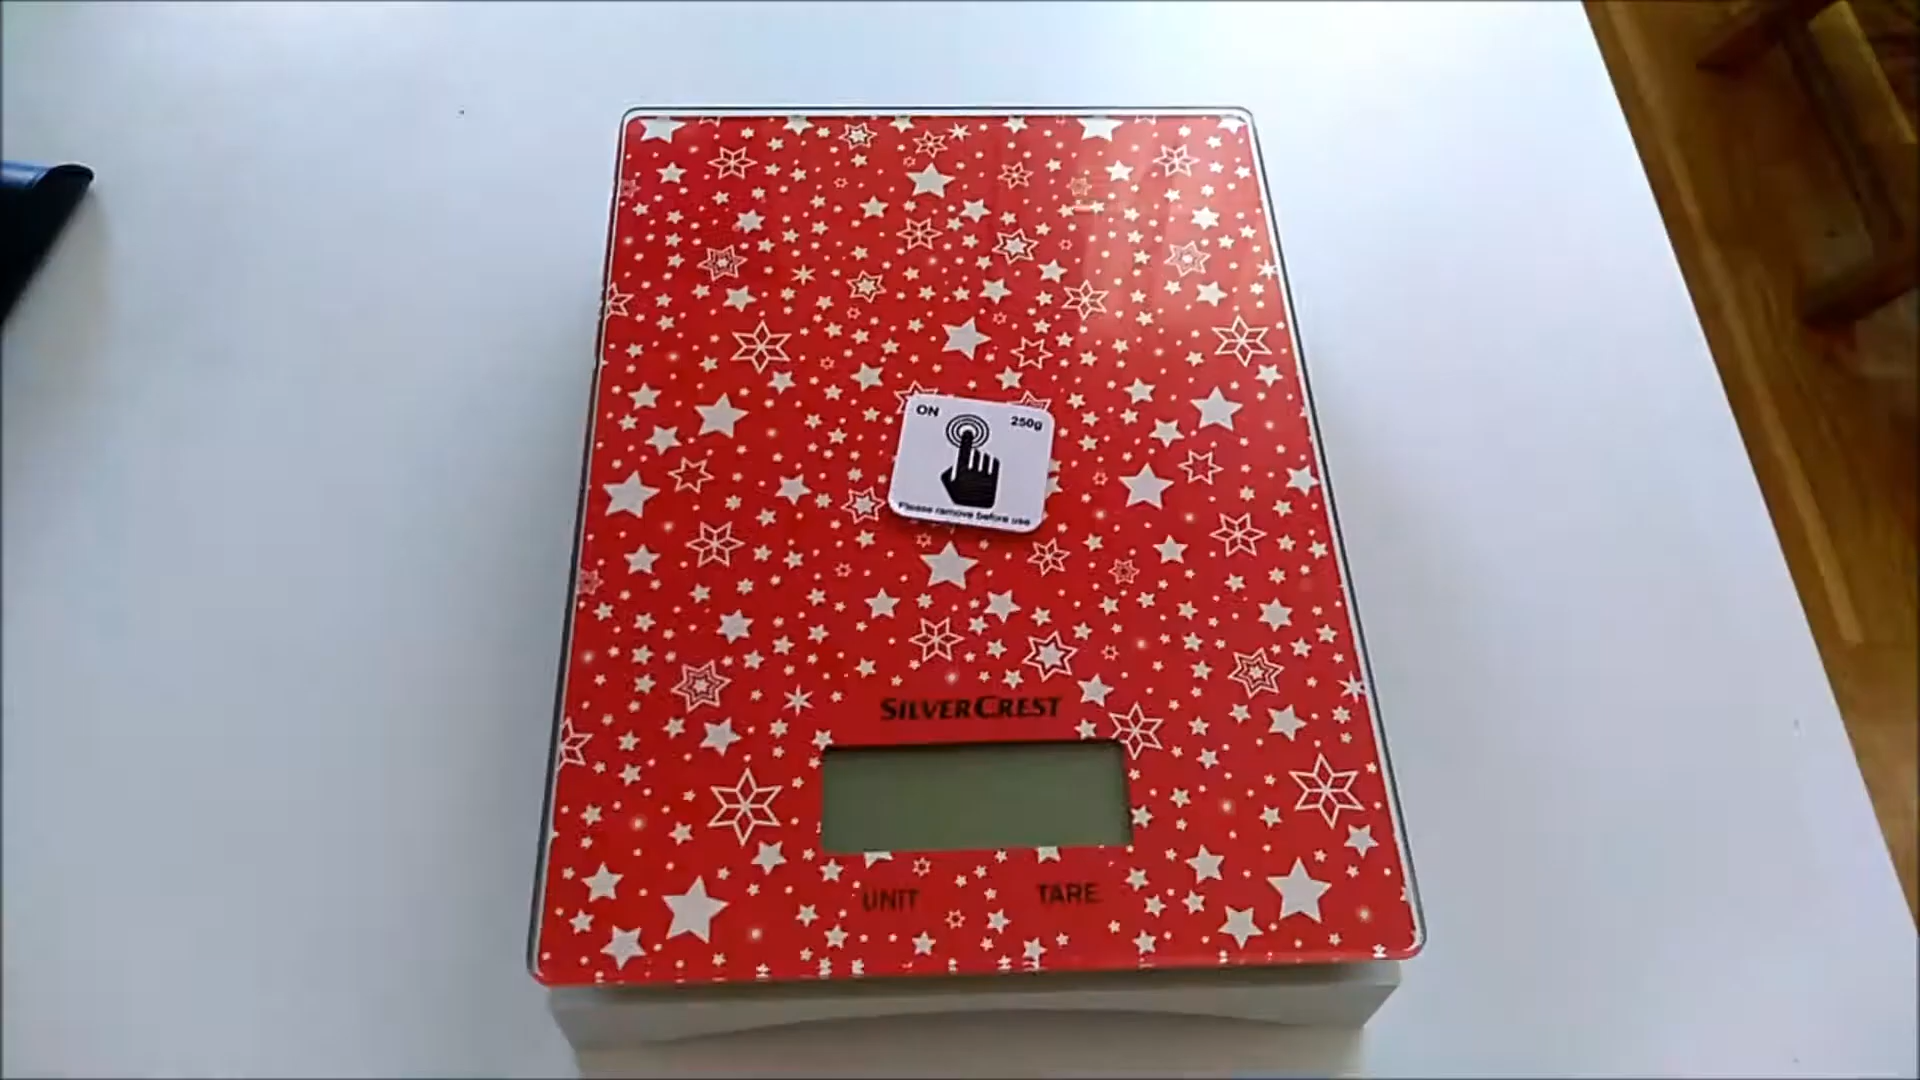 ON
250g
Please remove before use
SILVERCREST
UNIT
TARE